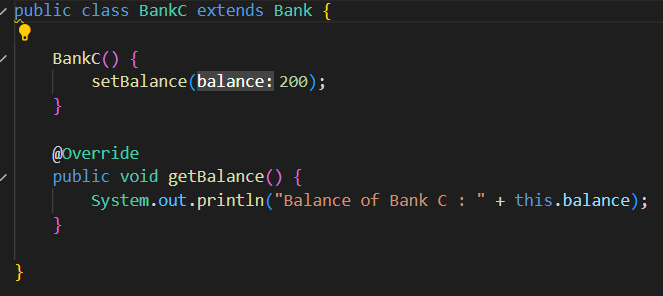 public class BankC extends Bank {
BankC() {
setBalance(balance: 200);
}
@Override
public void getBalance() {
System.out.println("Balance of Bank C : " + this.balance);
}
}